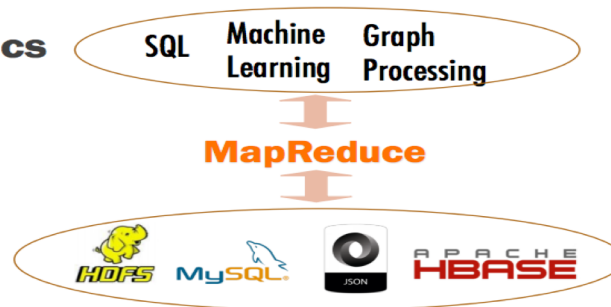 cs
SQL
Machine
Learning
Graph
Processing
MapReduce
HDFS
MySQL®
JSON
APACHE
HBASE